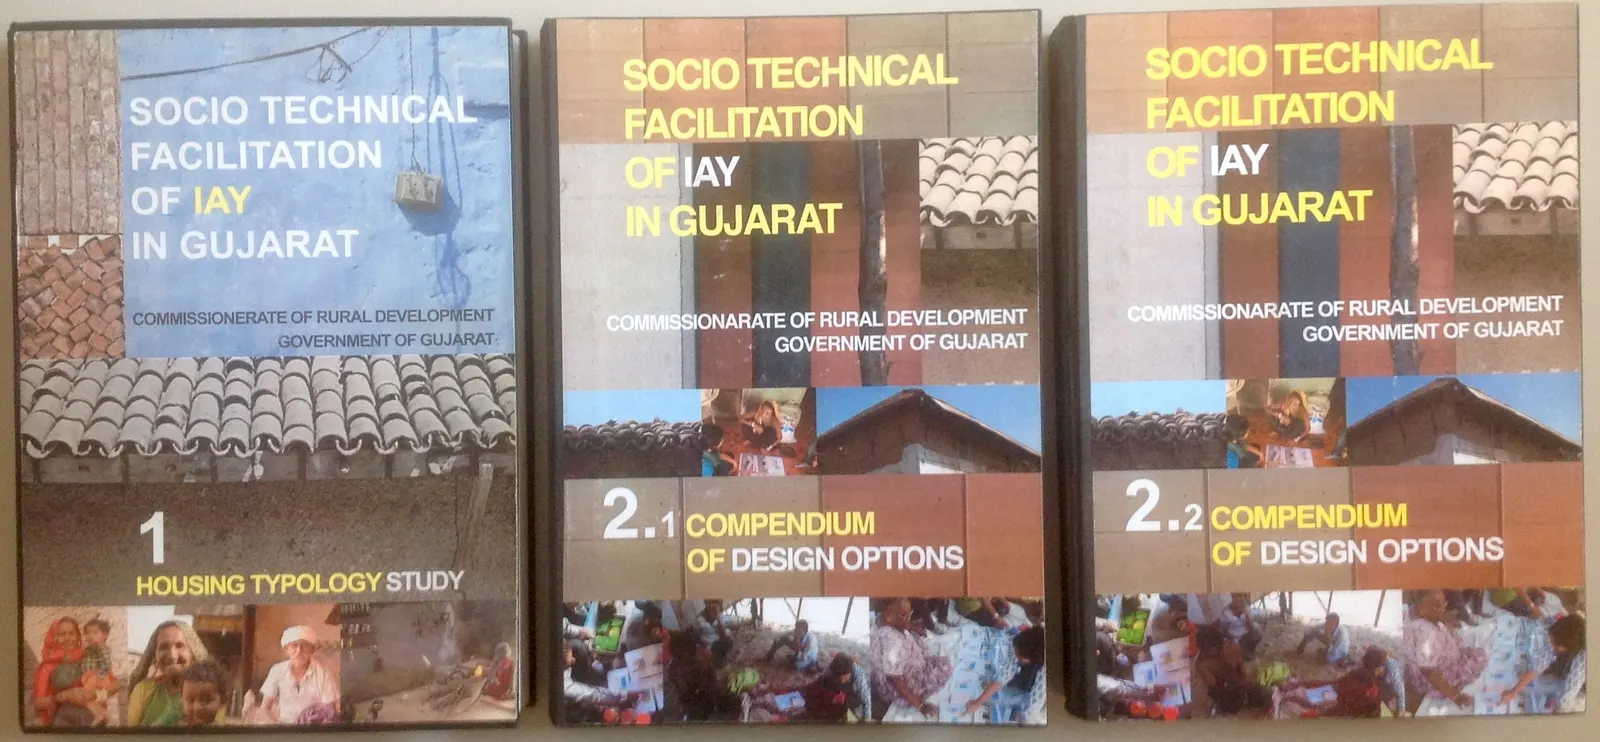 SOCIO TECHNICAL
FACILITATION
OF IAY
IN GUJARAT
COMMISSIONERATE OF RURAL DEVELOPMENT
GOVERNMENT OF GUJARAT
1
HOUSING TYPOLOGY STUDY
SOCIO TECHNICAL
FACILITATION
OF IAY
IN GUJARAT
COMMISSIONARATE OF RURAL DEVELOPMENT
GOVERNMENT OF GUJARAT
2.1 COMPENDIUM
OF DESIGN OPTIONS
SOCIO TECHNICAL
FACILITATION
OF IAY
IN GUJARAT
COMMISSIONARATE OF RURAL DEVELOPMENT
GOVERNMENT OF GUJARAT
2.2 COMPENDIUM
OF DESIGN OPTIONS